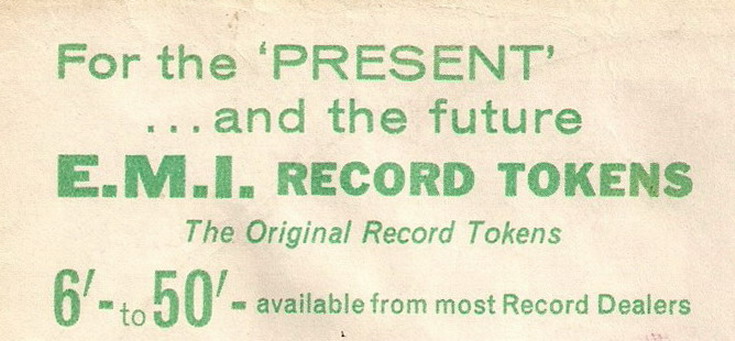 For the ‘PRESENT’
...and the future
E.M.I. RECORD TOKENS
The Original Record Tokens
6/- to 50/- available from most Record Dealers